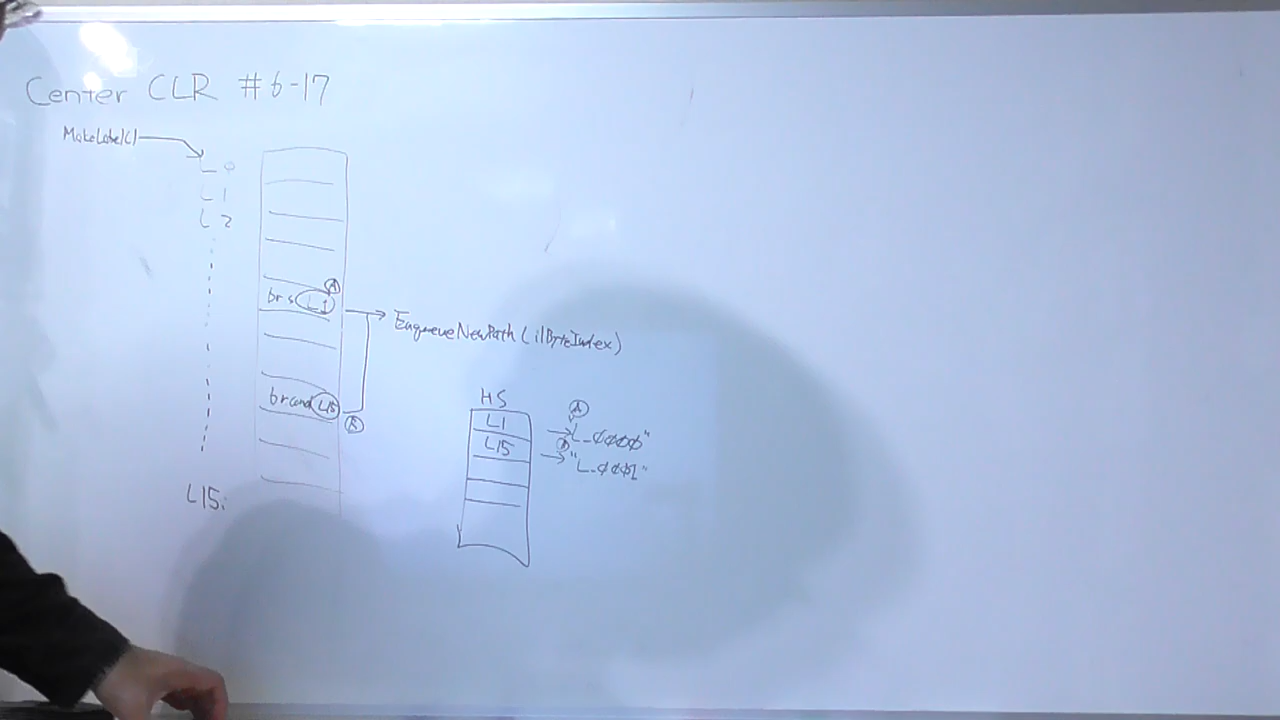 Center CLR #6-17
MakeLabel()
L0
L1
L2
L15:
br.s L1
A
brcond L15
B
EnqueueNewPath(ilByteIndex)
HS
L1
L15
A
"L_0000"
B
"L_0001"